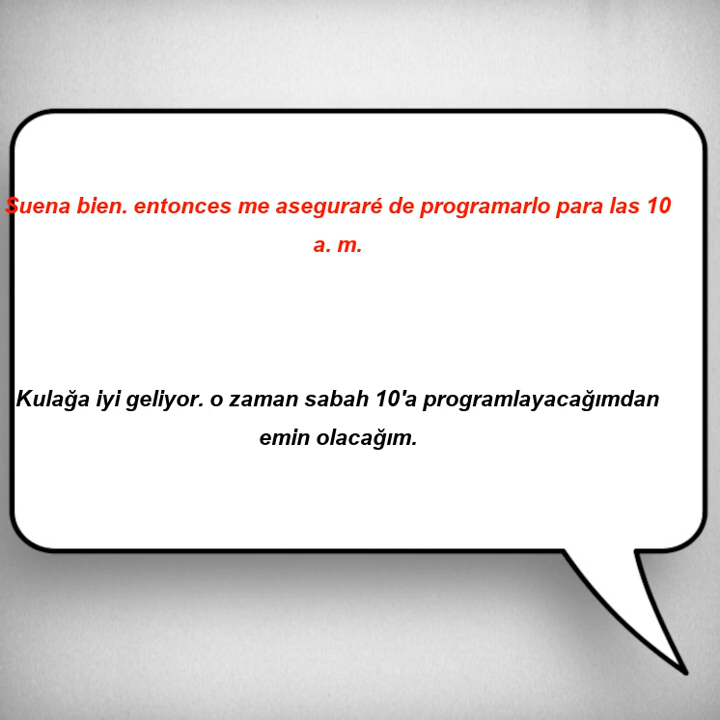 Suena bien. entonces me aseguraré de programarlo para las 10
a. m.
Kulağa iyi geliyor. o zaman sabah 10'a programlayacağımdan
emin olacağım.